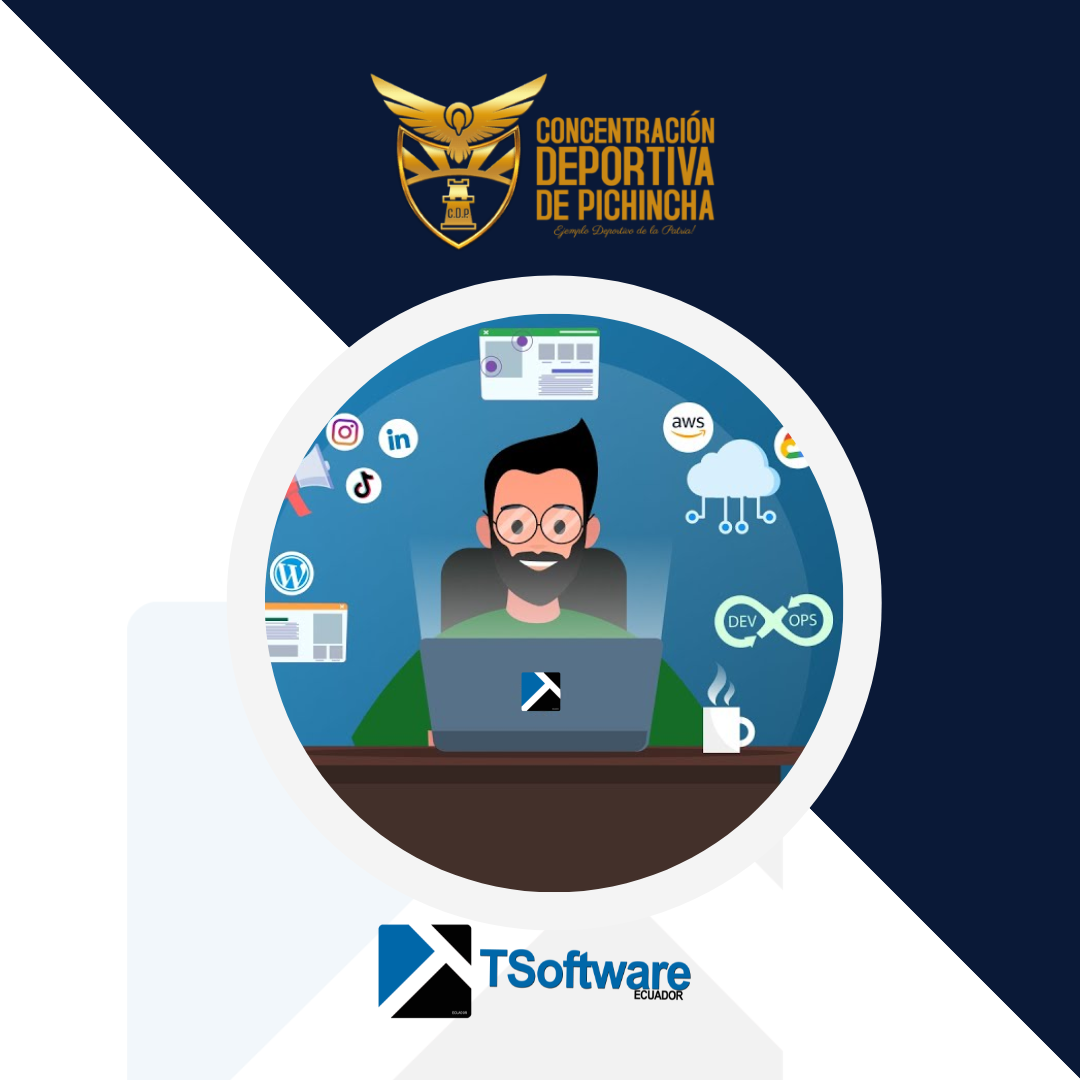 CONCENTRACIÓN
DEPORTIVA
DE PICHINCHA
Ejemplo Deportivo de la Patria!
C.D.P.
aws
in
DEV OPS
TSoftware
ECUADOR